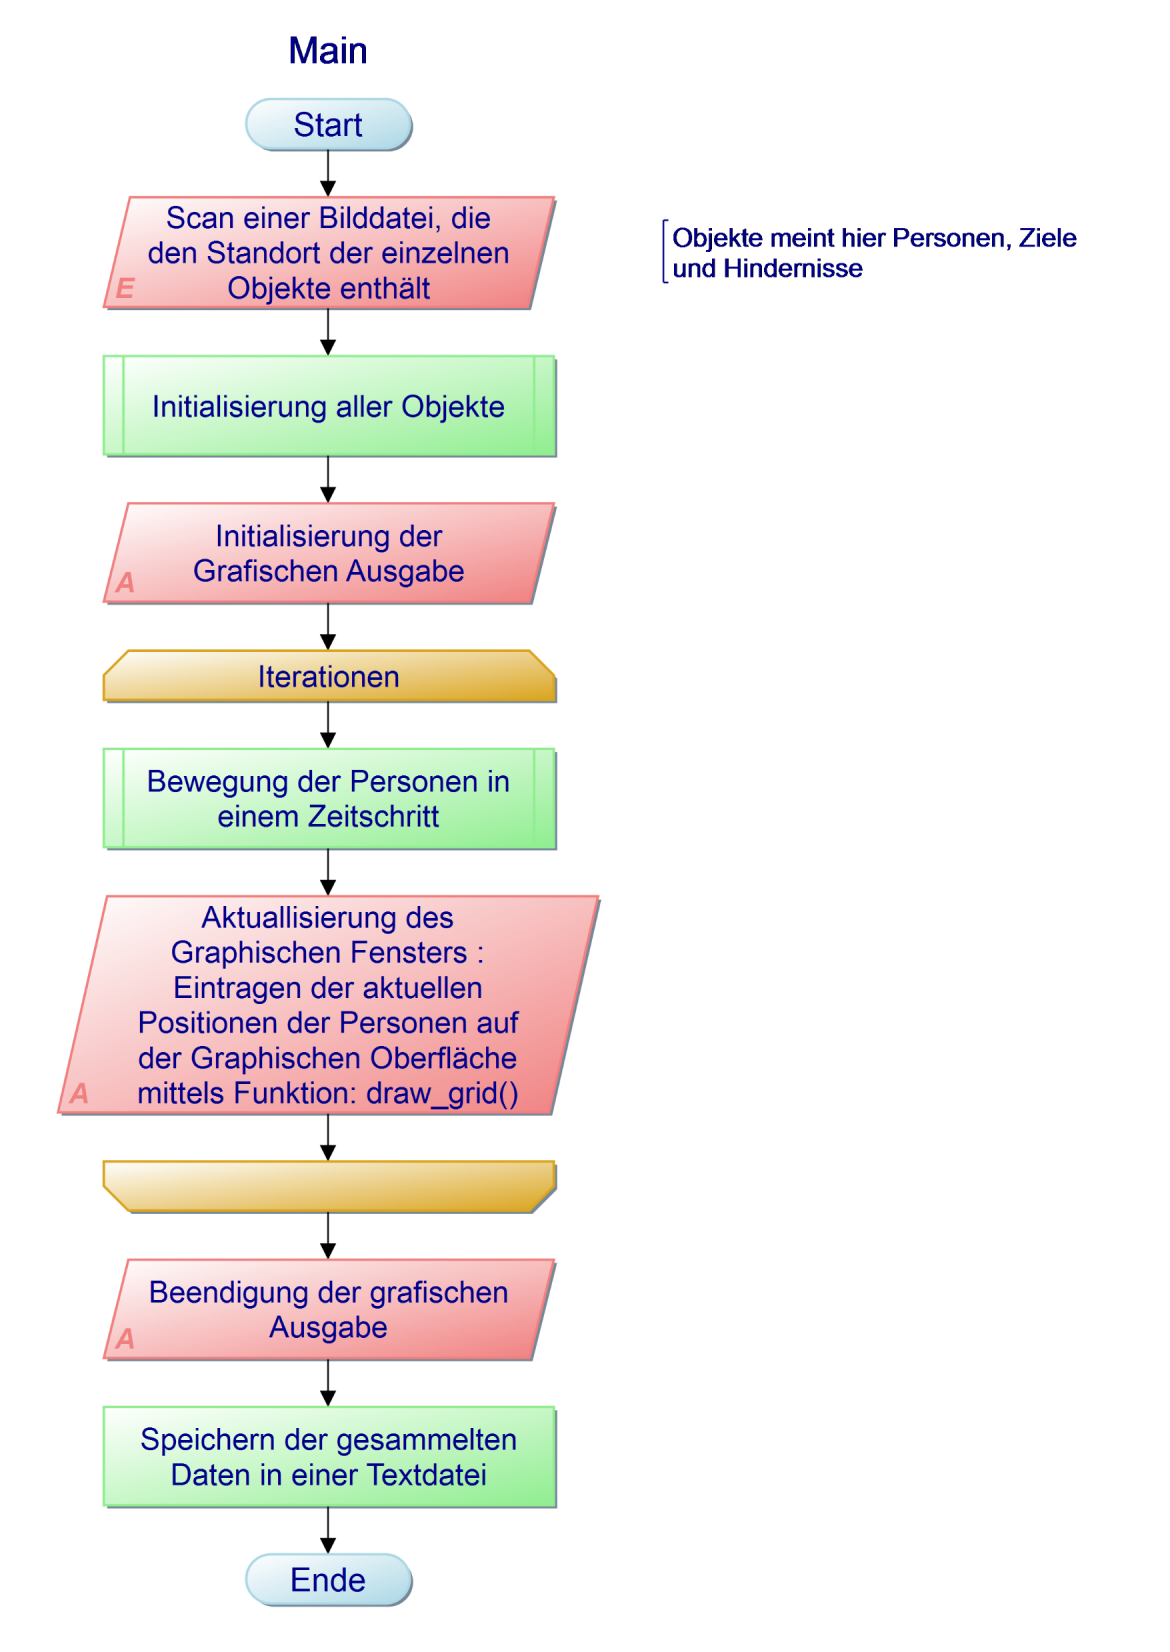 Main
Start
Scan einer Bilddatei, die
den Standort der einzelnen
Objekte enthält
E
Objekte meint hier Personen, Ziele
und Hindernisse
Initialisierung aller Objekte
Initialisierung der
Grafischen Ausgabe
A
Iterationen
Bewegung der Personen in
einem Zeitschritt
Aktuallisierung des
Graphischen Fensters :
Eintragen der aktuellen
Positionen der Personen auf
der Graphischen Oberfläche
mittels Funktion: draw_grid()
A
Beendigung der grafischen
Ausgabe
A
Speichern der gesammelten
Daten in einer Textdatei
Ende